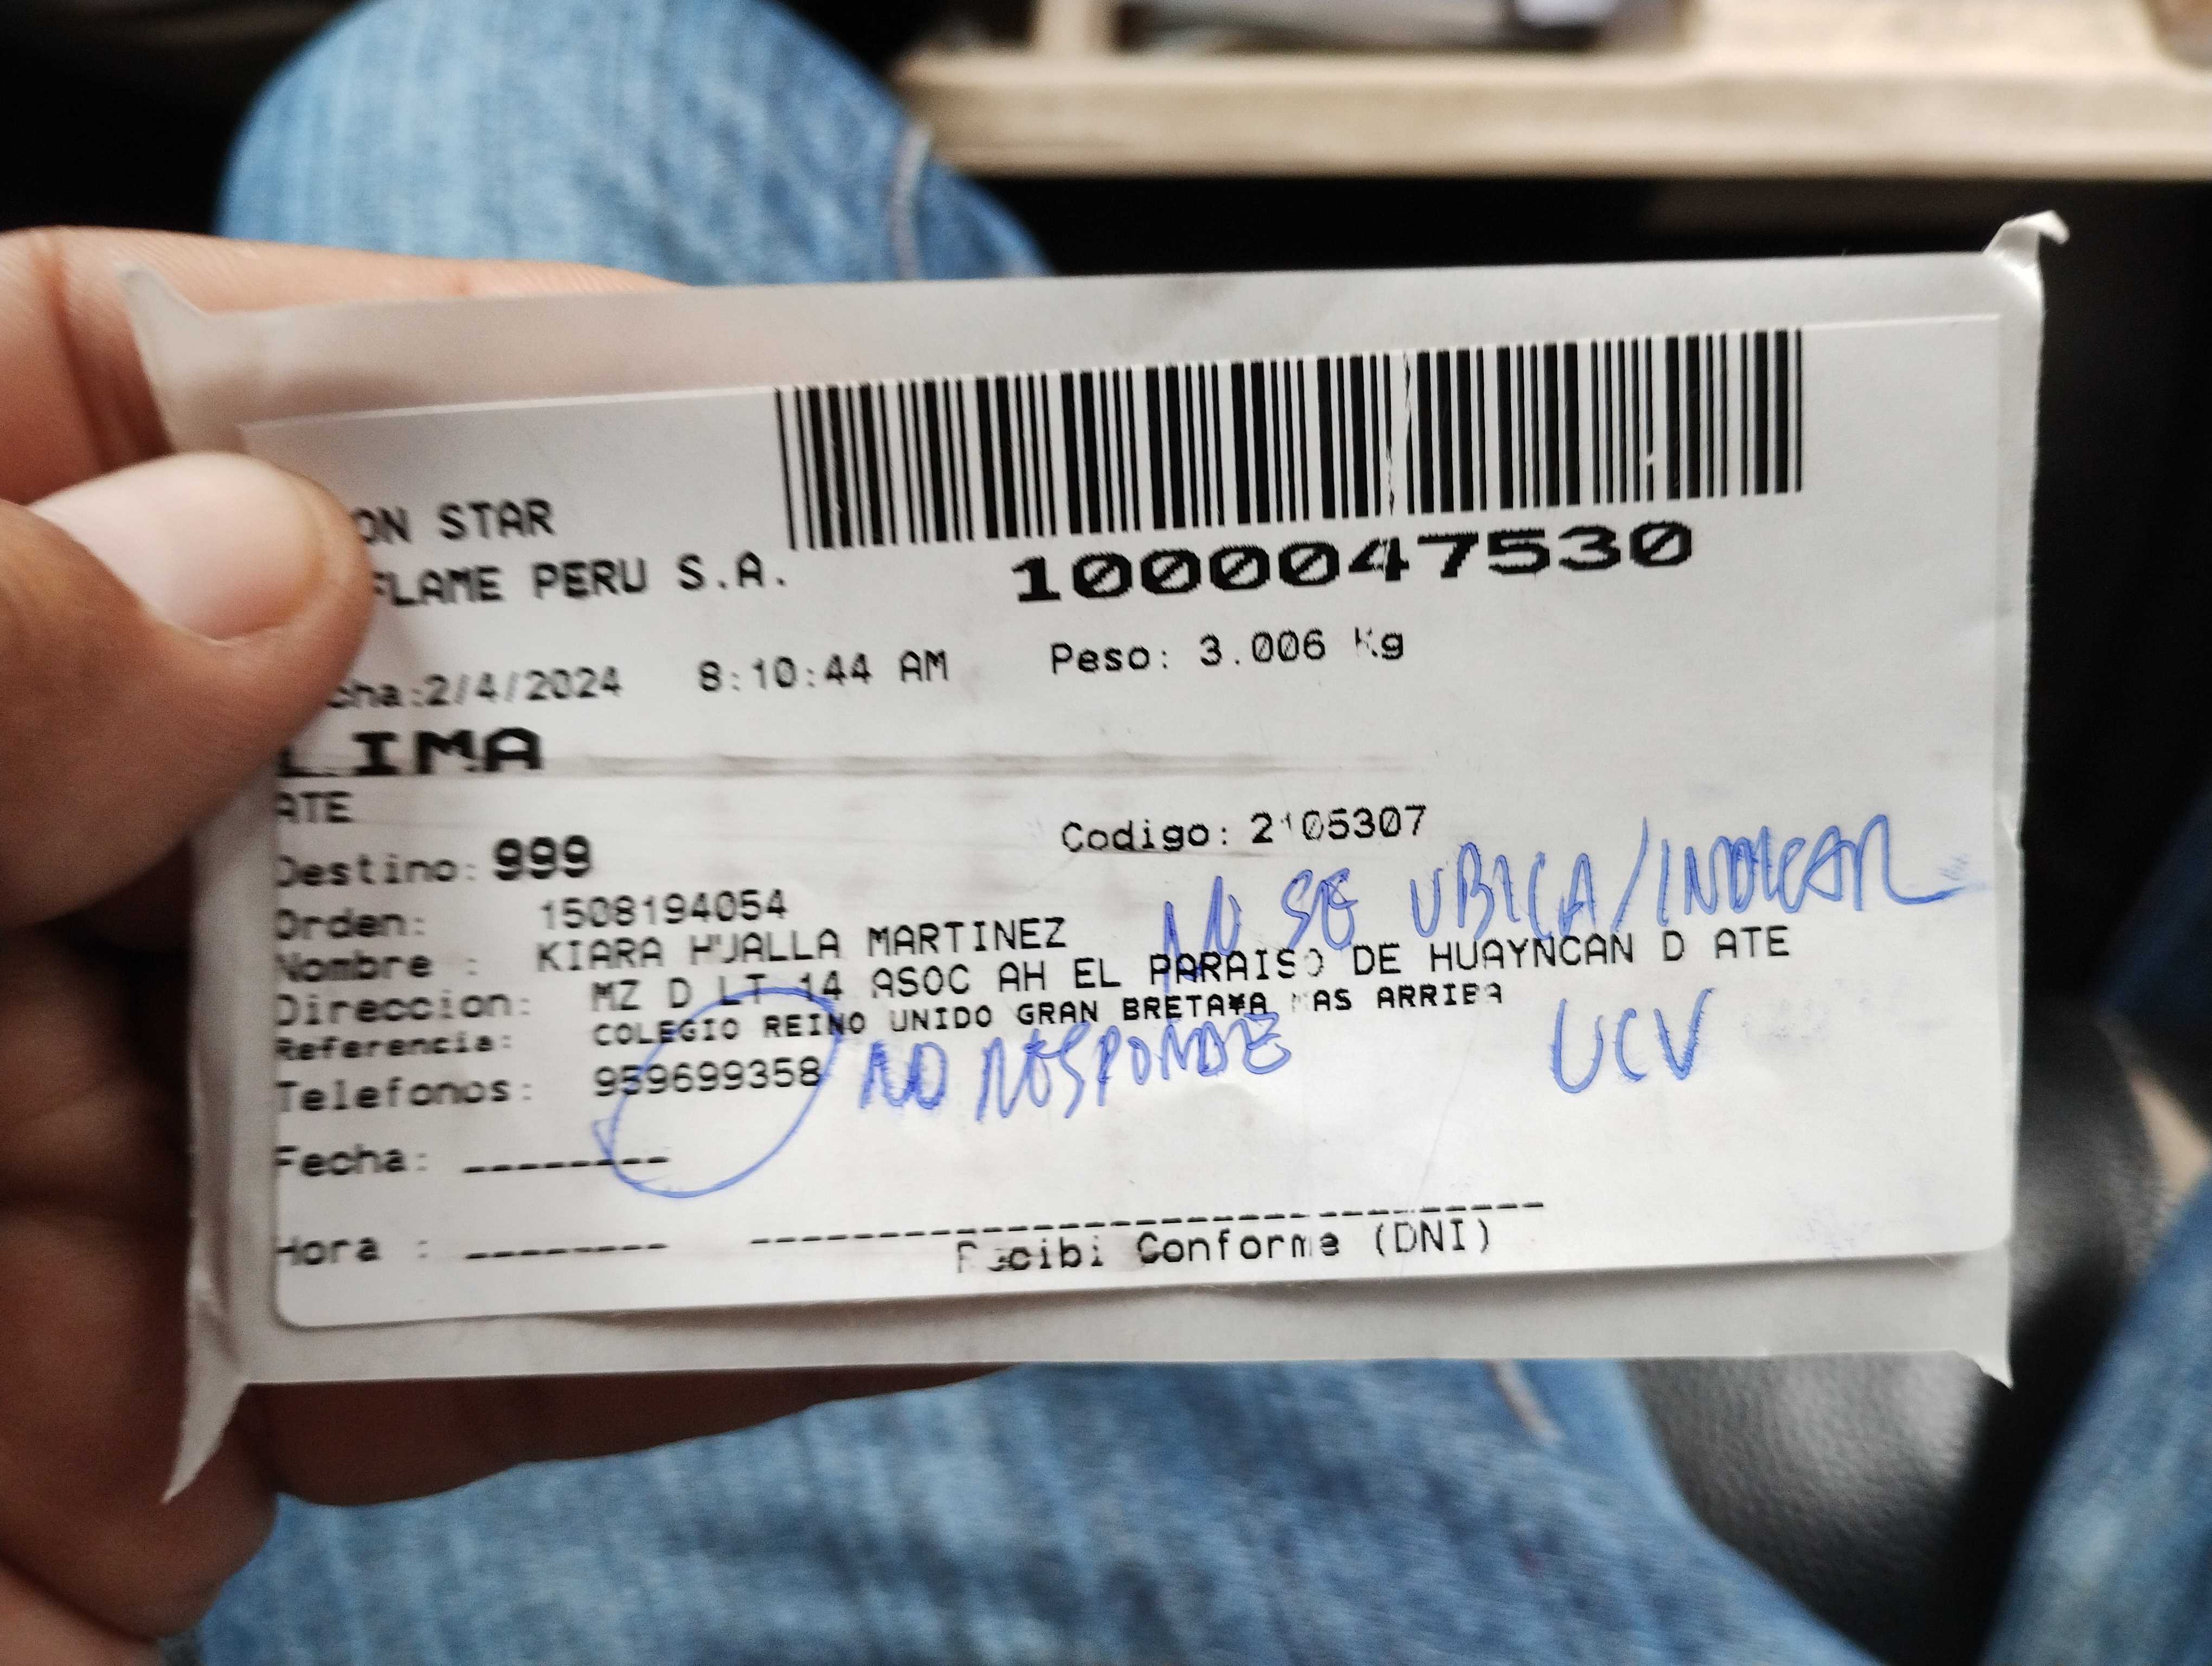 ON STAR
FLAME PERU S.A.
1000047530
cha:2/4/2024 8:10:44 AM Peso: 3.006 Kg
LIMA
ATE
Codigo: 2105307
Destino: 999
NO SE UBICA/INDICAR
Orden: 1508194054
Nombre : KIARA HUALLA MARTINEZ
Direccion: MZ D LT 14 ASOC AH EL PARAISO DE HUAYNCAN D ATE
Referencia: COLEGIO REINO UNIDO GRAN BRETA¥A MAS ARRIBA
UCV
Telefonos: 959699358 NO RESPONDE
Fecha: ________
Hora : ________
Recibi Conforme (DNI)